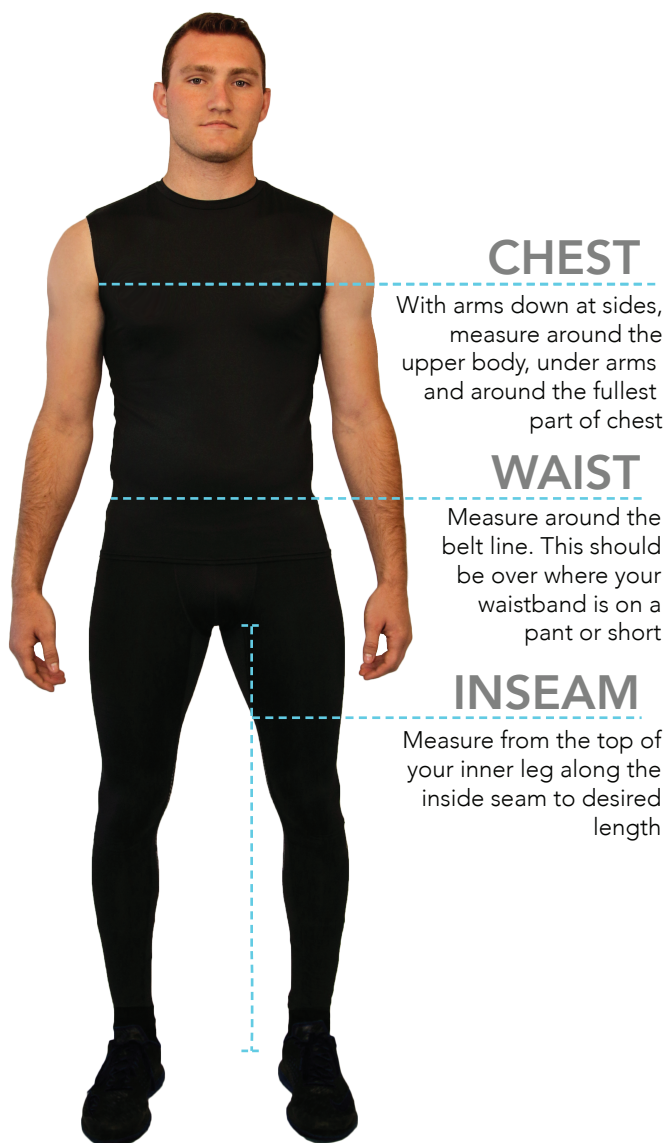 CHEST
With arms down at sides,
measure around the
upper body, under arms
and around the fullest
part of chest
WAIST
Measure around the
belt line. This should
be over where your
waistband is on a
pant or short
INSEAM
Measure from the top of
your inner leg along the
inside seam to desired
length